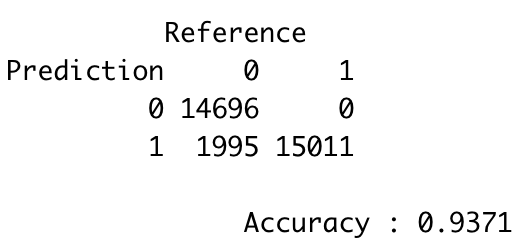 Reference
Prediction 0 1
0 14696 0
1 1995 15011
Accuracy : 0.9371